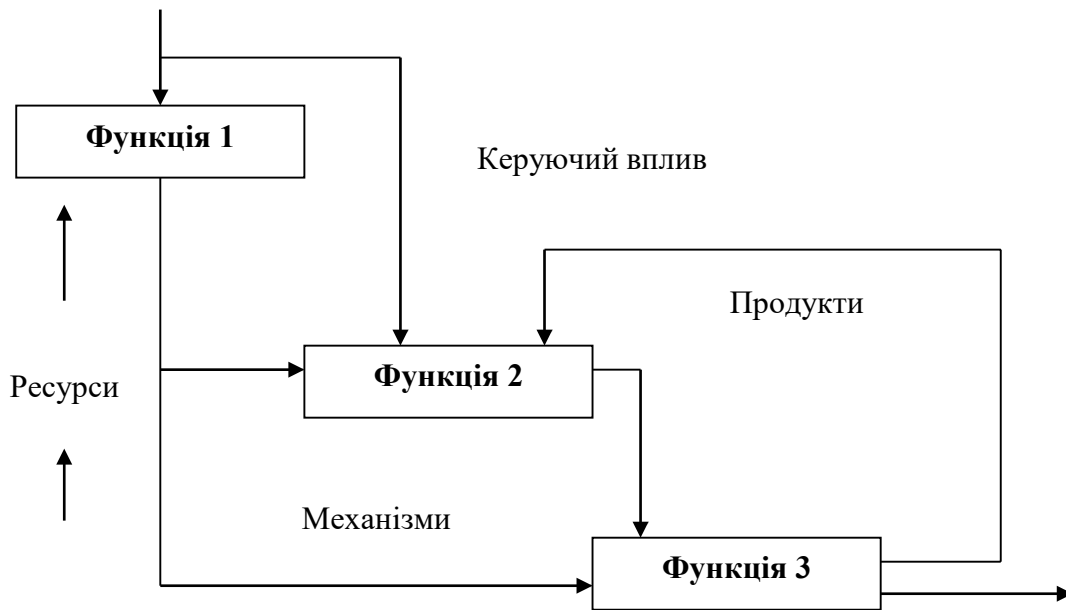 Функція 1
Керуючий вплив
Продукти
Функція 2
Ресурси
Механізми
Функція 3